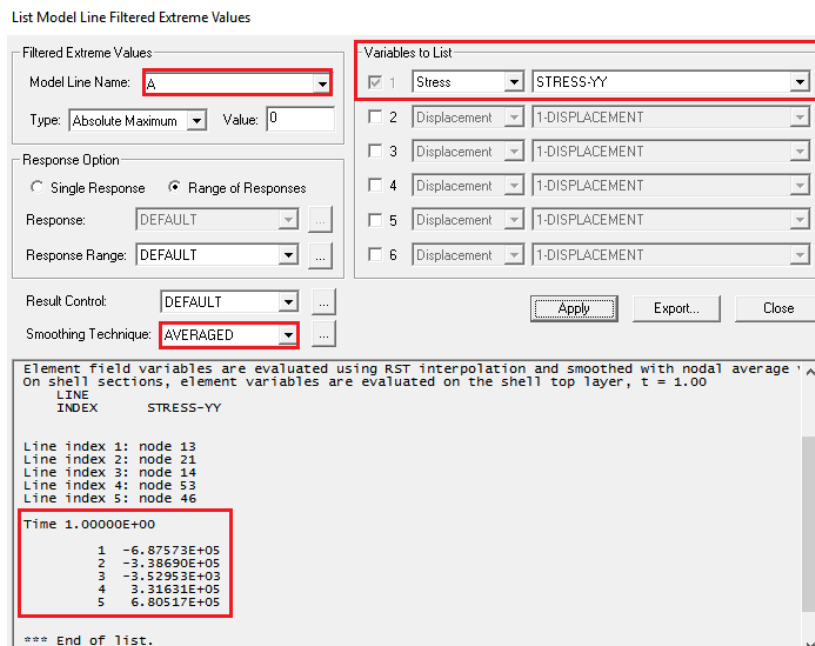 List Model Line Filtered Extreme Values
Filtered Extreme Values
Model Line Name: A
Type: Absolute Maximum Value: 0
Response Option
Single Response Range of Responses
Response: DEFAULT ...
Response Range: DEFAULT ...
Variables to List
1 Stress STRESS-YY
2 Displacement 1-DISPLACEMENT
3 Displacement 1-DISPLACEMENT
4 Displacement 1-DISPLACEMENT
5 Displacement 1-DISPLACEMENT
6 Displacement 1-DISPLACEMENT
Result Control: DEFAULT ...
Smoothing Technique: AVERAGED ...
Apply Export... Close
Element field variables are evaluated using RST interpolation and smoothed with nodal average
On shell sections, element variables are evaluated on the shell top layer, t = 1.00
LINE
INDEX STRESS-YY
Line index 1: node 13
Line index 2: node 21
Line index 3: node 14
Line index 4: node 53
Line index 5: node 46
Time 1.00000E+00
1 -6.87573E+05
2 -3.38690E+05
3 -3.52953E+03
4 3.31631E+05
5 6.80517E+05
*** End of list.